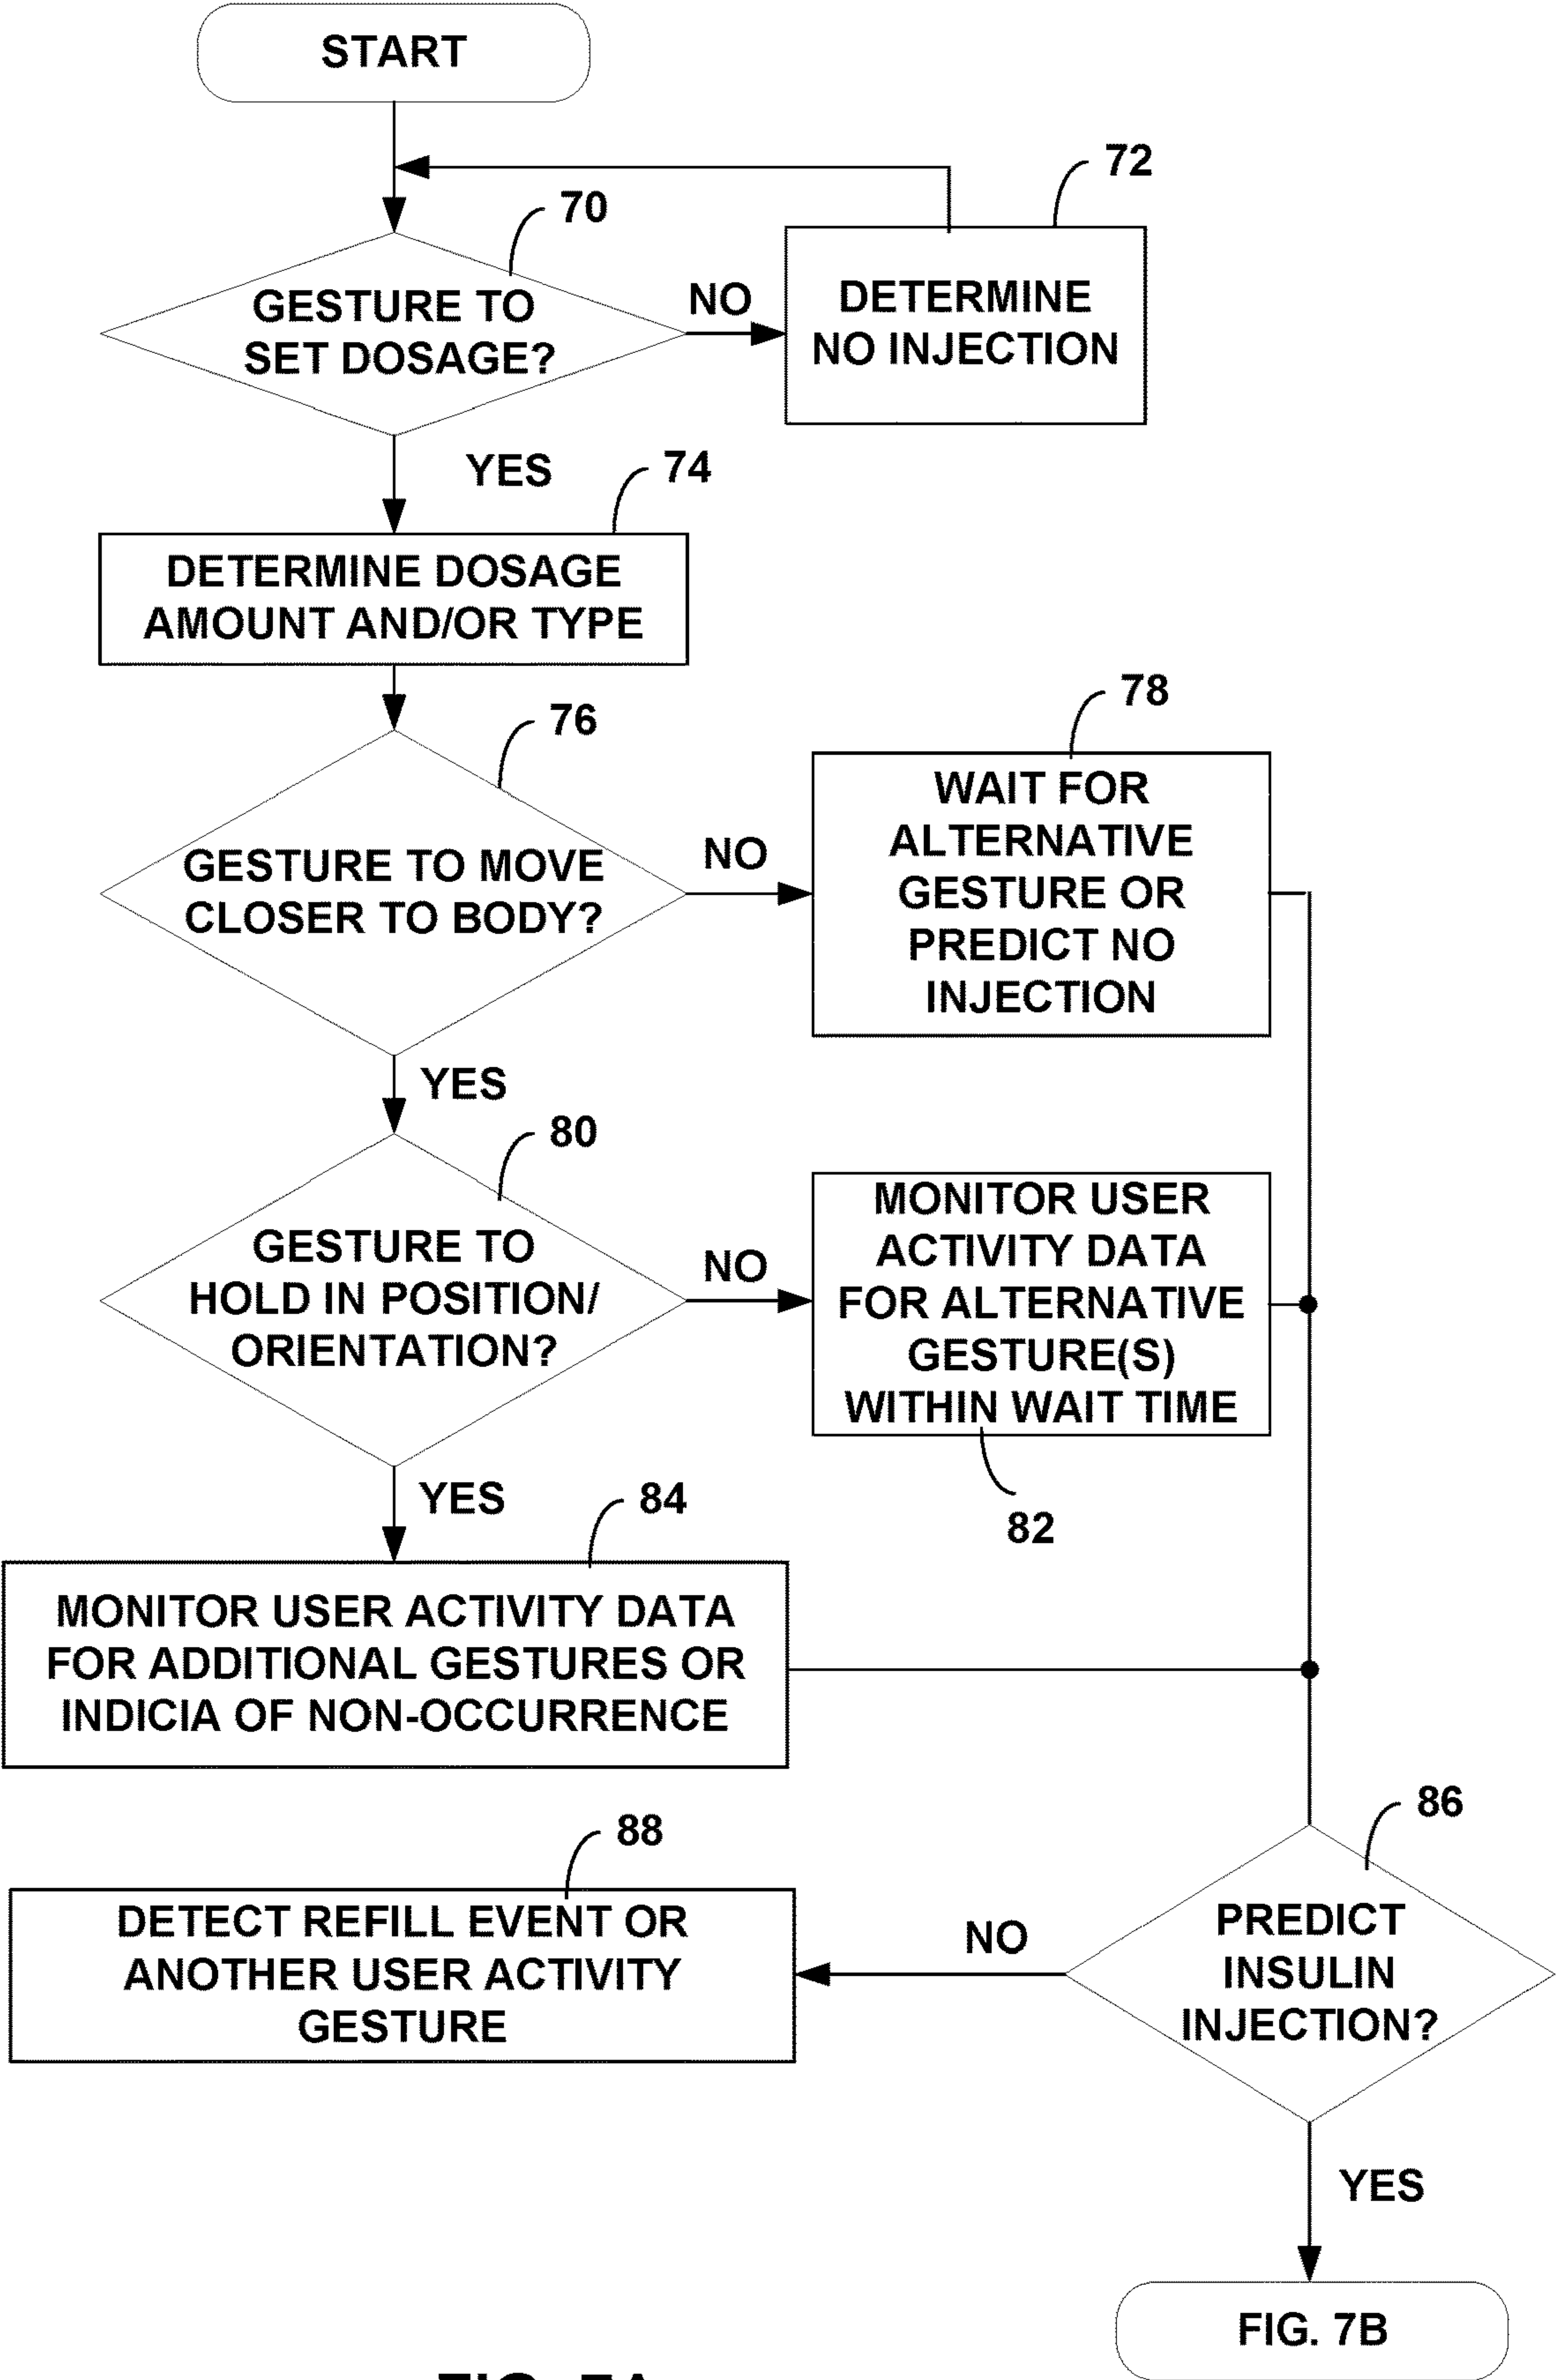 START
72
70
GESTURE TO
SET DOSAGE?
NO
DETERMINE
NO INJECTION
YES
74
DETERMINE DOSAGE
AMOUNT AND/OR TYPE
76
78
GESTURE TO MOVE
CLOSER TO BODY?
NO
WAIT FOR
ALTERNATIVE
GESTURE OR
PREDICT NO
INJECTION
YES
80
GESTURE TO
HOLD IN POSITION/
ORIENTATION?
NO
MONITOR USER
ACTIVITY DATA
FOR ALTERNATIVE
GESTURE(S)
WITHIN WAIT TIME
82
YES
84
MONITOR USER ACTIVITY DATA
FOR ADDITIONAL GESTURES OR
INDICIA OF NON-OCCURRENCE
86
88
DETECT REFILL EVENT OR
ANOTHER USER ACTIVITY
GESTURE
NO
PREDICT
INSULIN
INJECTION?
YES
FIG. 7B